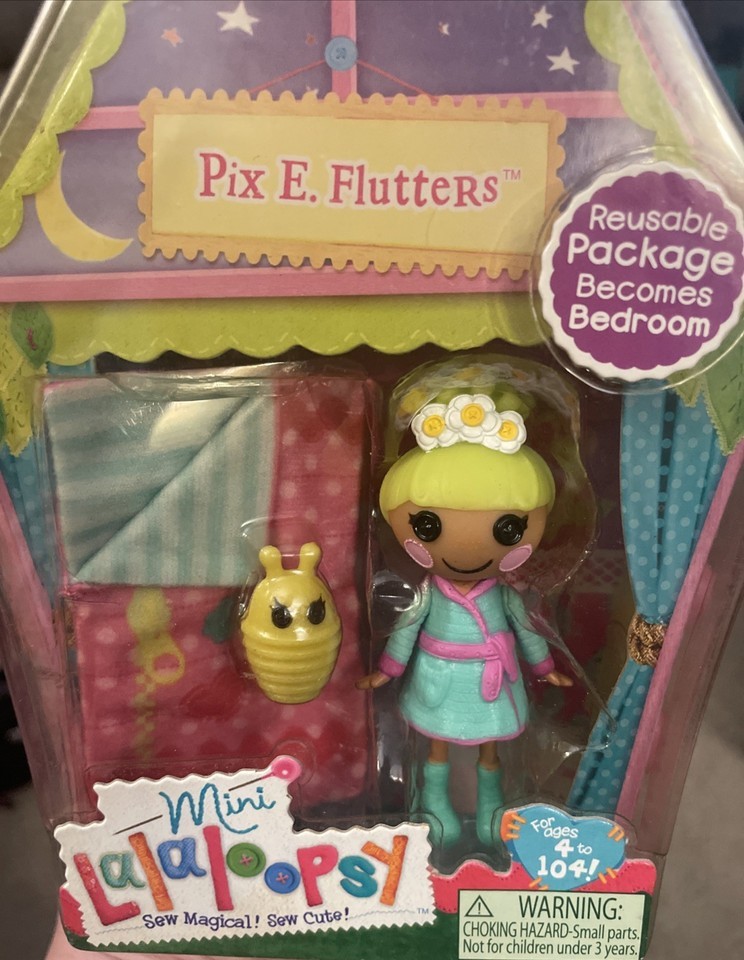 Pix E. Flutters™
Reusable
Package
Becomes
Bedroom
Mini
Lalaloopsy™
Sew Magical! Sew Cute!
For
ages
4 to
104!
⚠ WARNING:
CHOKING HAZARD-Small parts.
Not for children under 3 years.